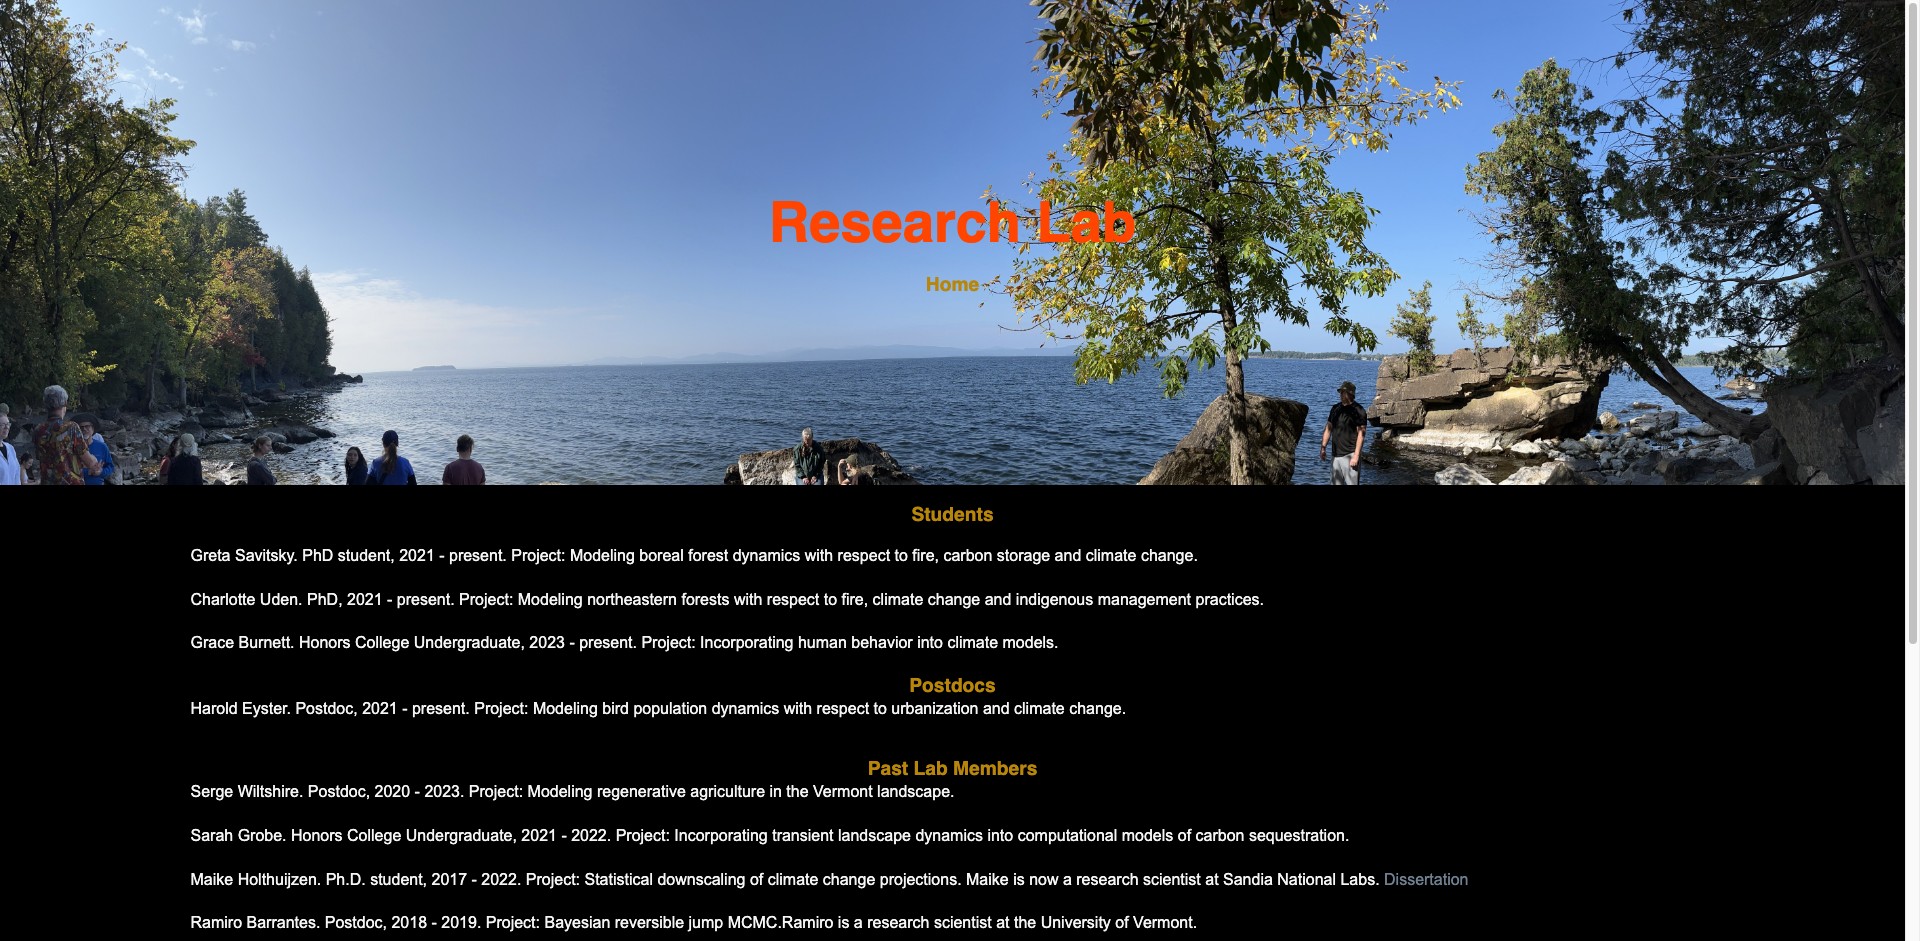 Research Lab
Home
Students
Greta Savitsky. PhD student, 2021 - present. Project: Modeling boreal forest dynamics with respect to fire, carbon storage and climate change.
Charlotte Uden. PhD, 2021 - present. Project: Modeling northeastern forests with respect to fire, climate change and indigenous management practices.
Grace Burnett. Honors College Undergraduate, 2023 - present. Project: Incorporating human behavior into climate models.
Postdocs
Harold Eyster. Postdoc, 2021 - present. Project: Modeling bird population dynamics with respect to urbanization and climate change.
Past Lab Members
Serge Wiltshire. Postdoc, 2020 - 2023. Project: Modeling regenerative agriculture in the Vermont landscape.
Sarah Grobe. Honors College Undergraduate, 2021 - 2022. Project: Incorporating transient landscape dynamics into computational models of carbon sequestration.
Maike Holthuijzen. Ph.D. student, 2017 - 2022. Project: Statistical downscaling of climate change projections. Maike is now a research scientist at Sandia National Labs. Dissertation
Ramiro Barrantes. Postdoc, 2018 - 2019. Project: Bayesian reversible jump MCMC.Ramiro is a research scientist at the University of Vermont.